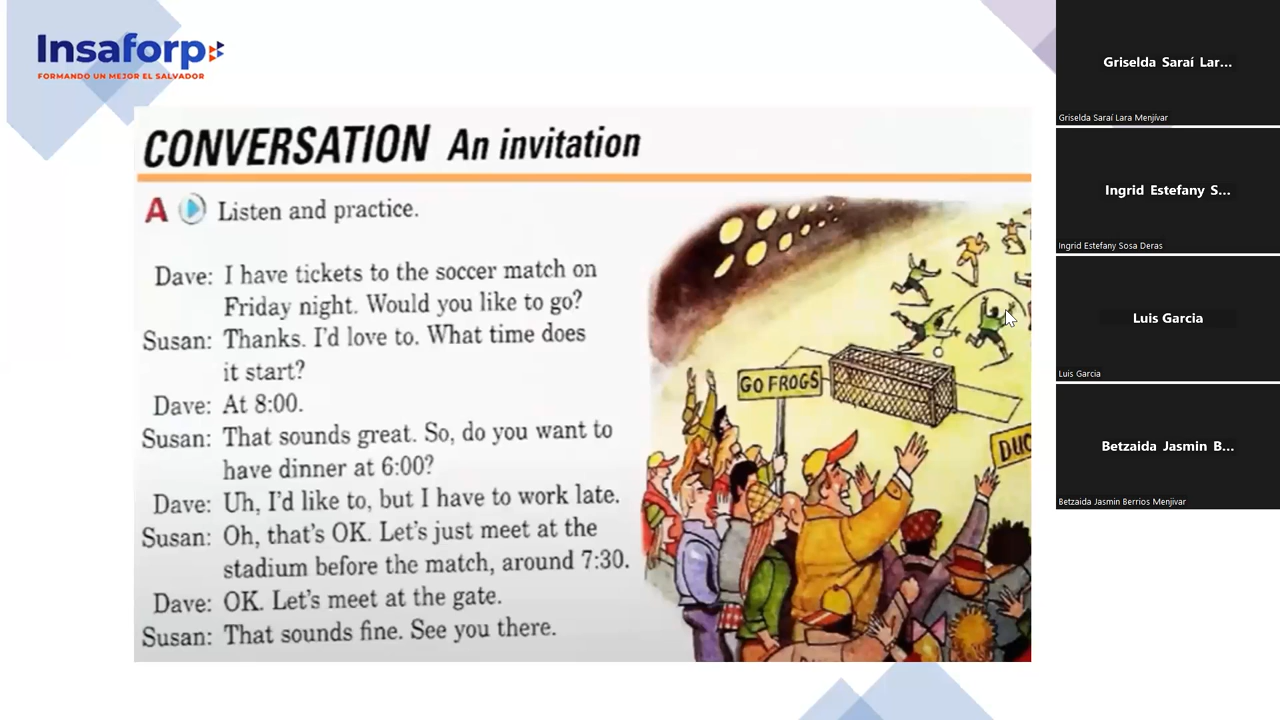 Insaforp
FORMANDO UN MEJOR EL SALVADOR
CONVERSATION An invitation
A Listen and practice.
Dave: I have tickets to the soccer match on
Friday night. Would you like to go?
Susan: Thanks. I'd love to. What time does
it start?
Dave: At 8:00.
Susan: That sounds great. So, do you want to
have dinner at 6:00?
Dave: Uh, I'd like to, but I have to work late.
Susan: Oh, that's OK. Let's just meet at the
stadium before the match, around 7:30.
Dave: OK. Let's meet at the gate.
Susan: That sounds fine. See you there.
GO FROGS
DUC
Griselda Saraí Lar...
Griselda Saraí Lara Menjívar
Ingrid Estefany S...
Ingrid Estefany Sosa Deras
Luis Garcia
Luis Garcia
Betzaida Jasmin B...
Betzaida Jasmin Berrios Menjivar